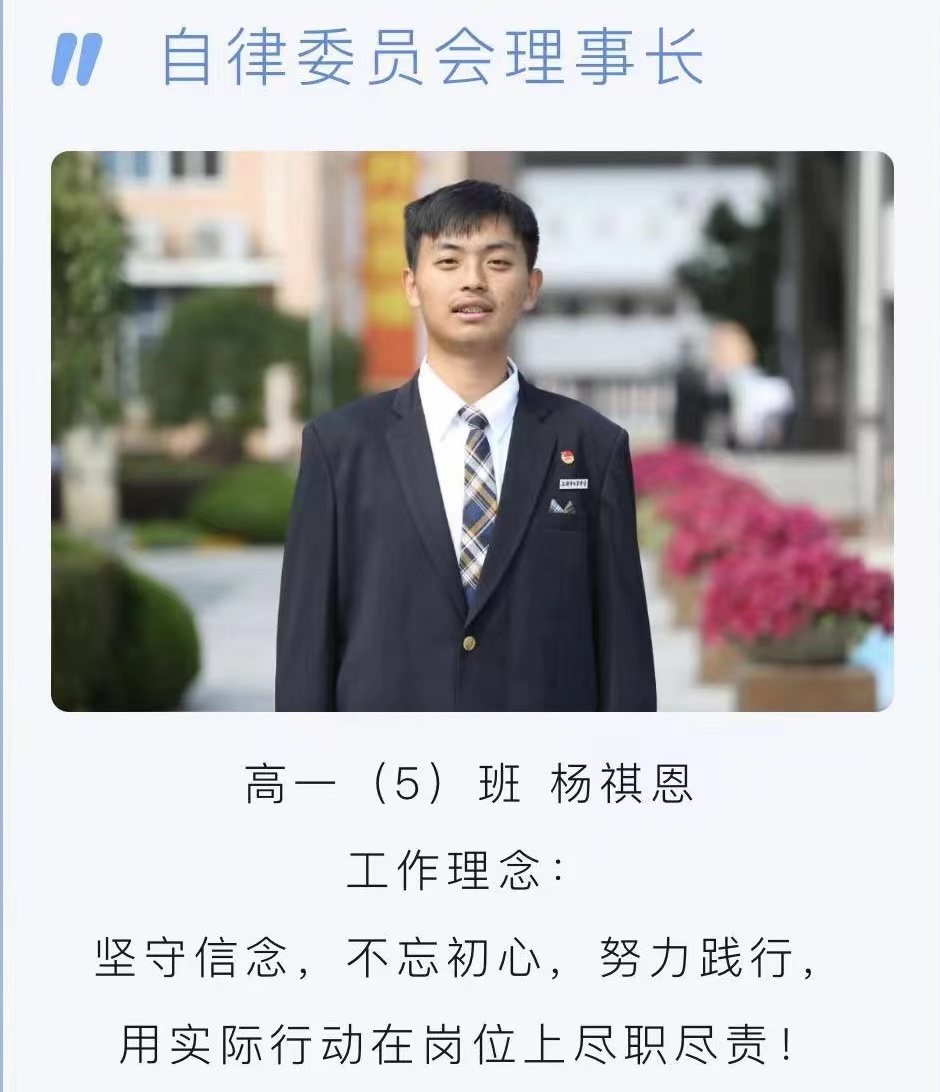 自律委员会理事长
高一（5）班 杨祺恩
工作理念：
坚守信念，不忘初心，努力践行，
用实际行动在岗位上尽职尽责！